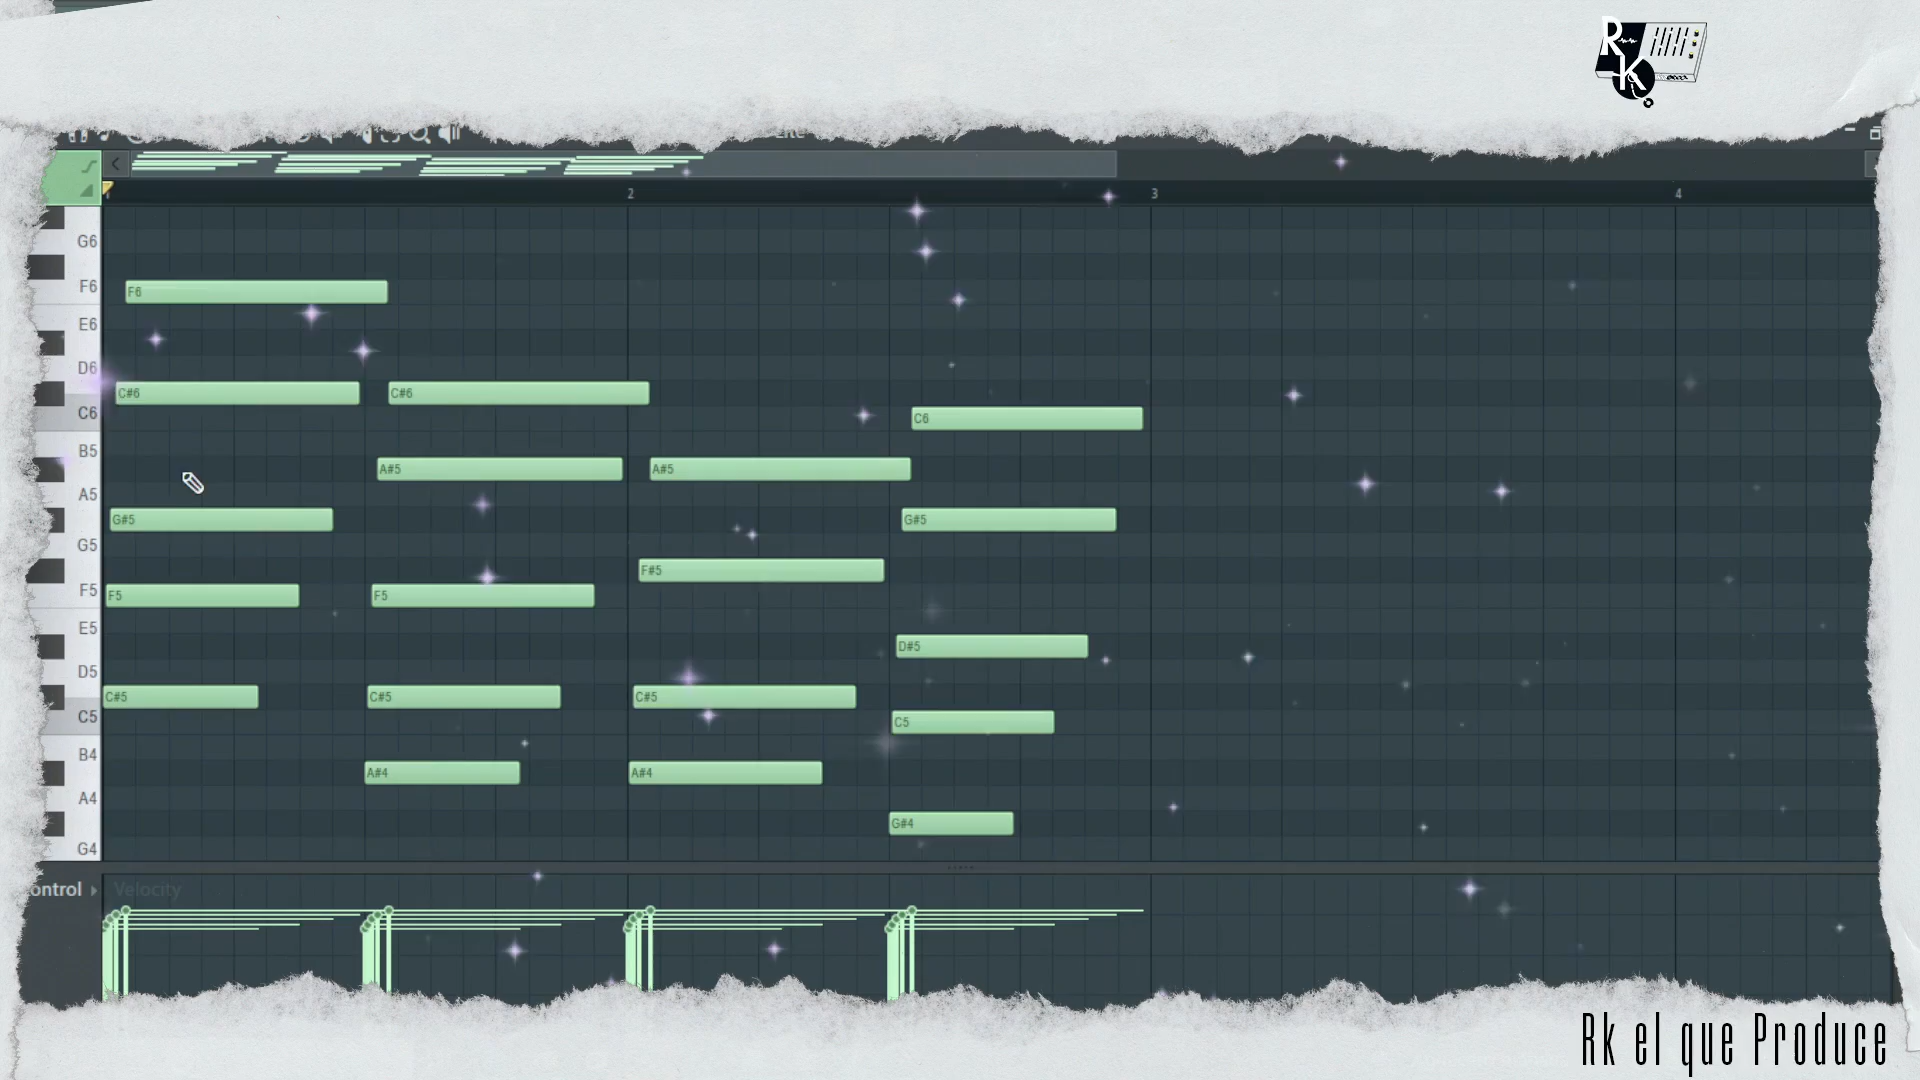 RK
2
3
4
G6
F6
F6
E6
D6
C#6 C#6
C6
C6
B5
A#5 A#5
A5
G#5 G#5
G5
F#5
F5
F5 F5
E5
D#5
D5
C#5 C#5 C#5
C5
C5
B4
A#4 A#4
A4
G#4
G4
ontrol Velocity
Rk el que Produce